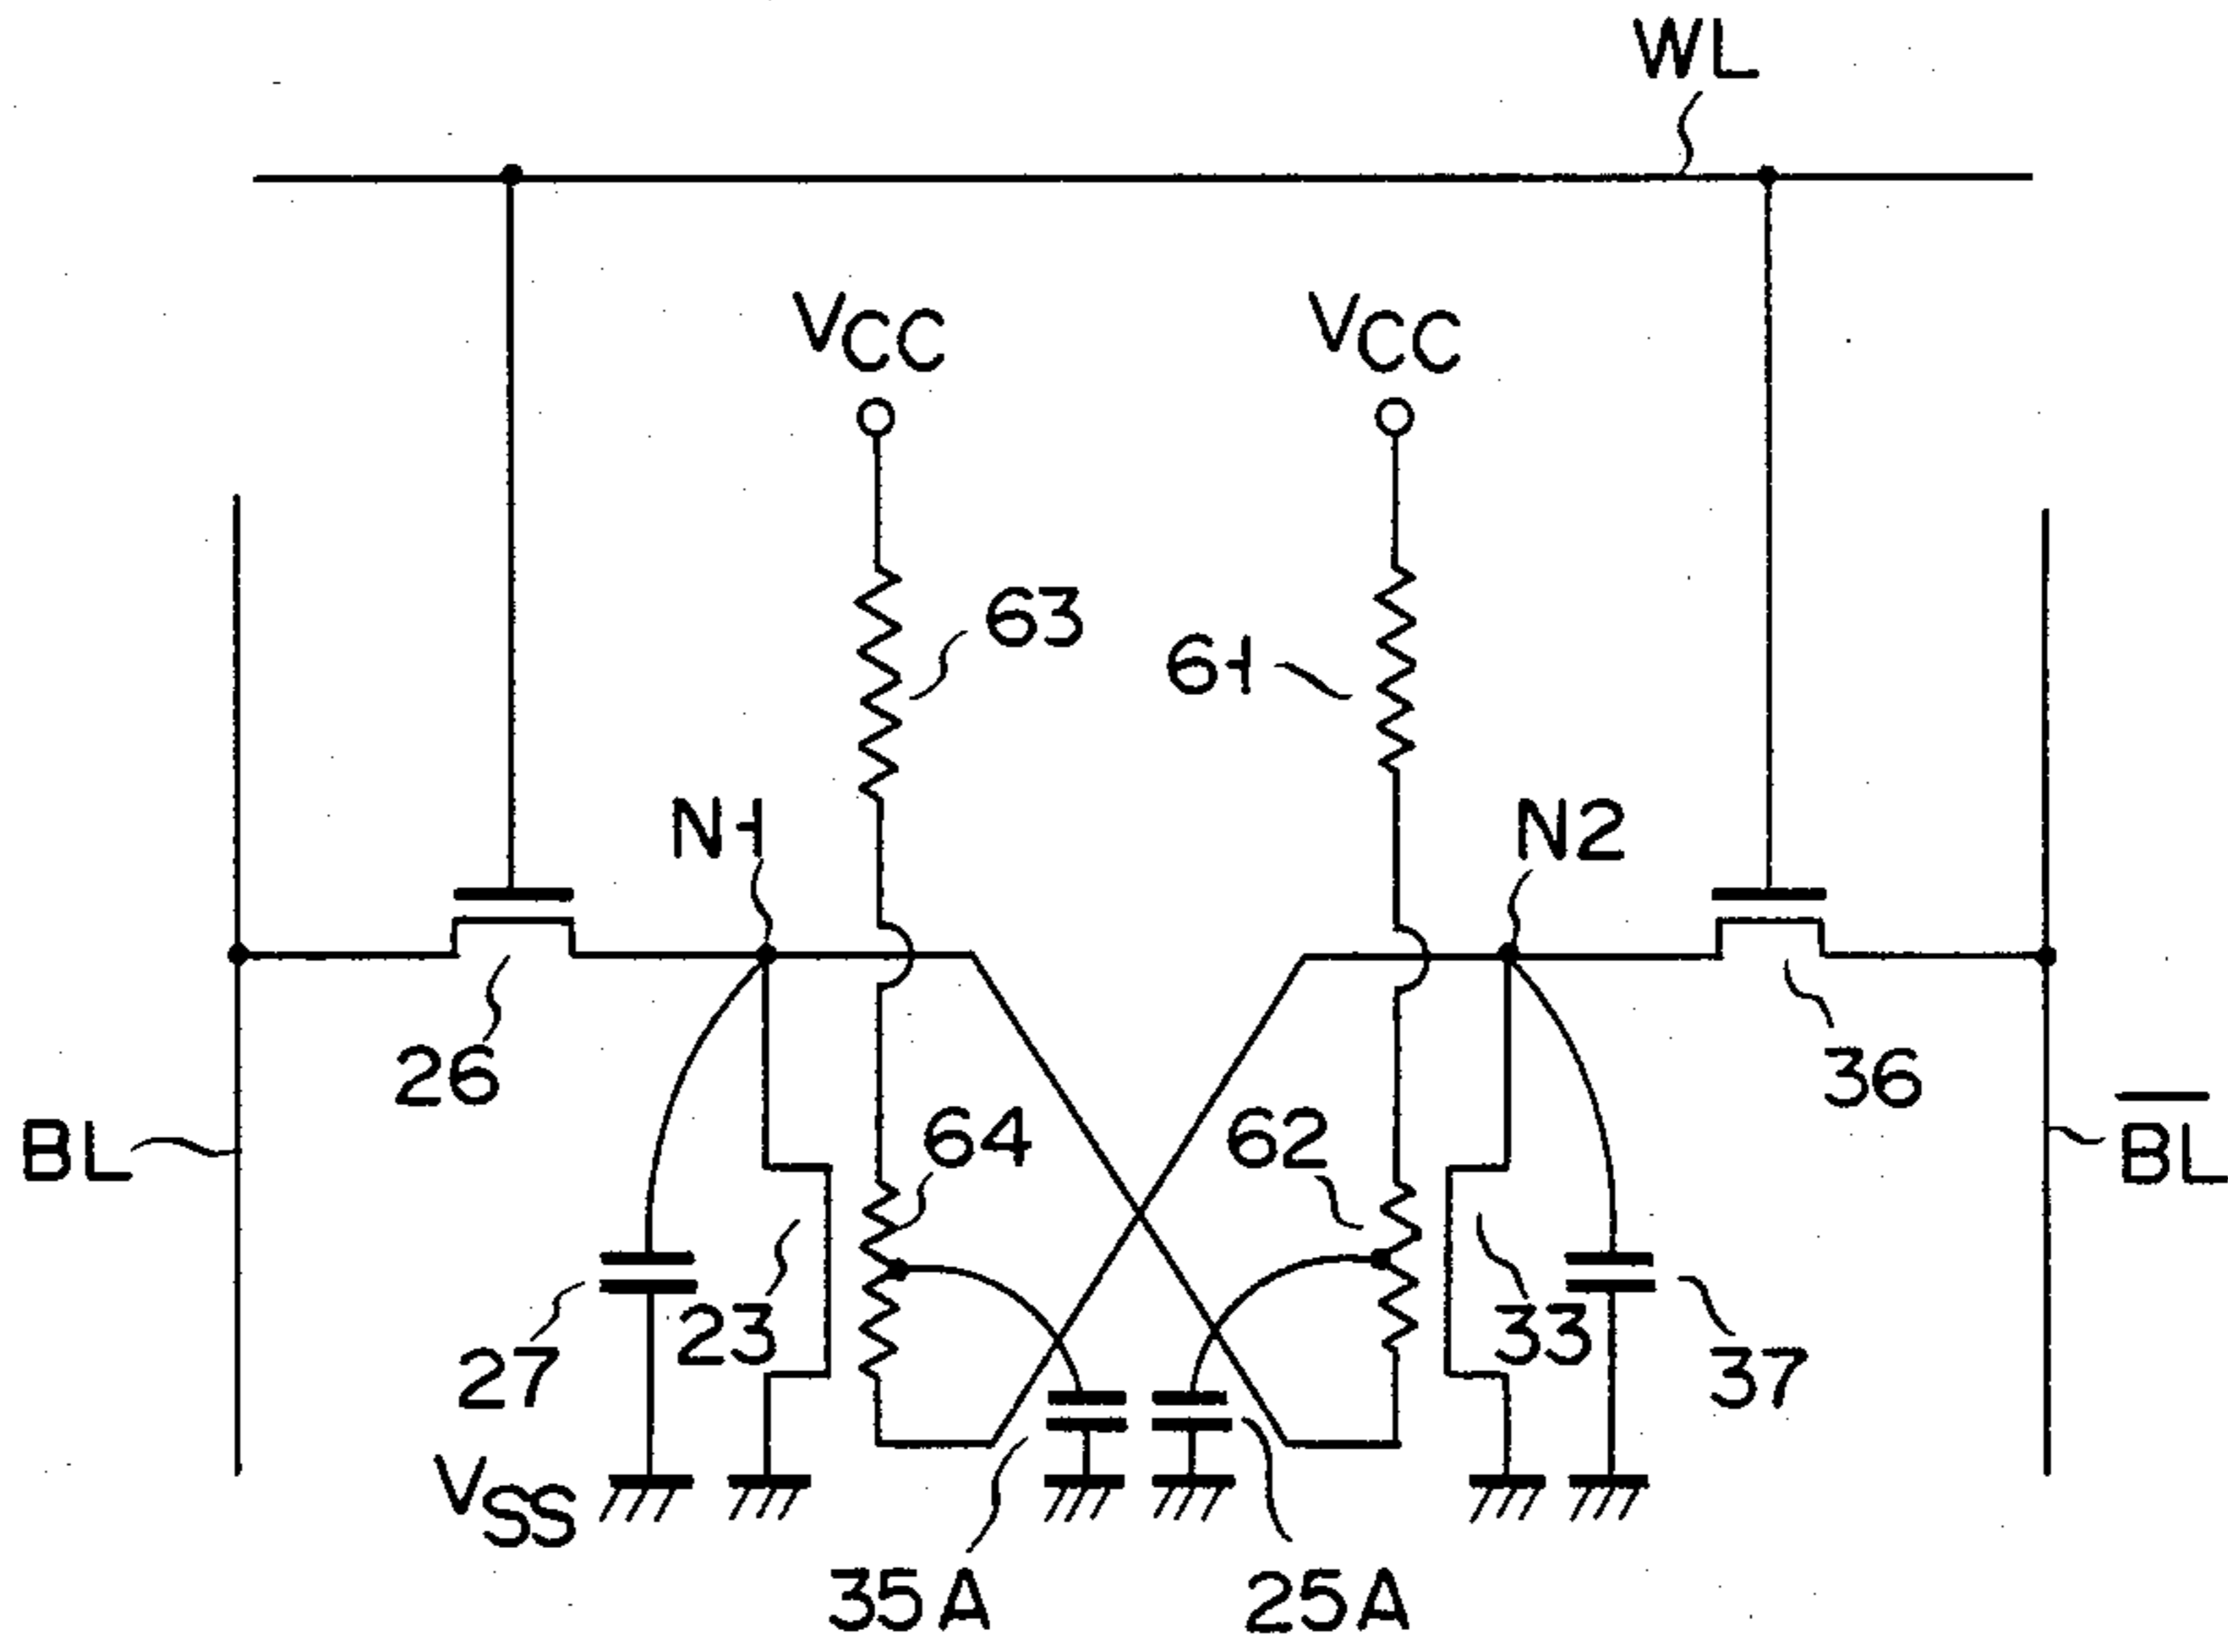 WL
VCC VCC
63
61
N1 N2
26 36
BL 64 62 B̅L̅
23 33
27 37
VSS
35A 25A